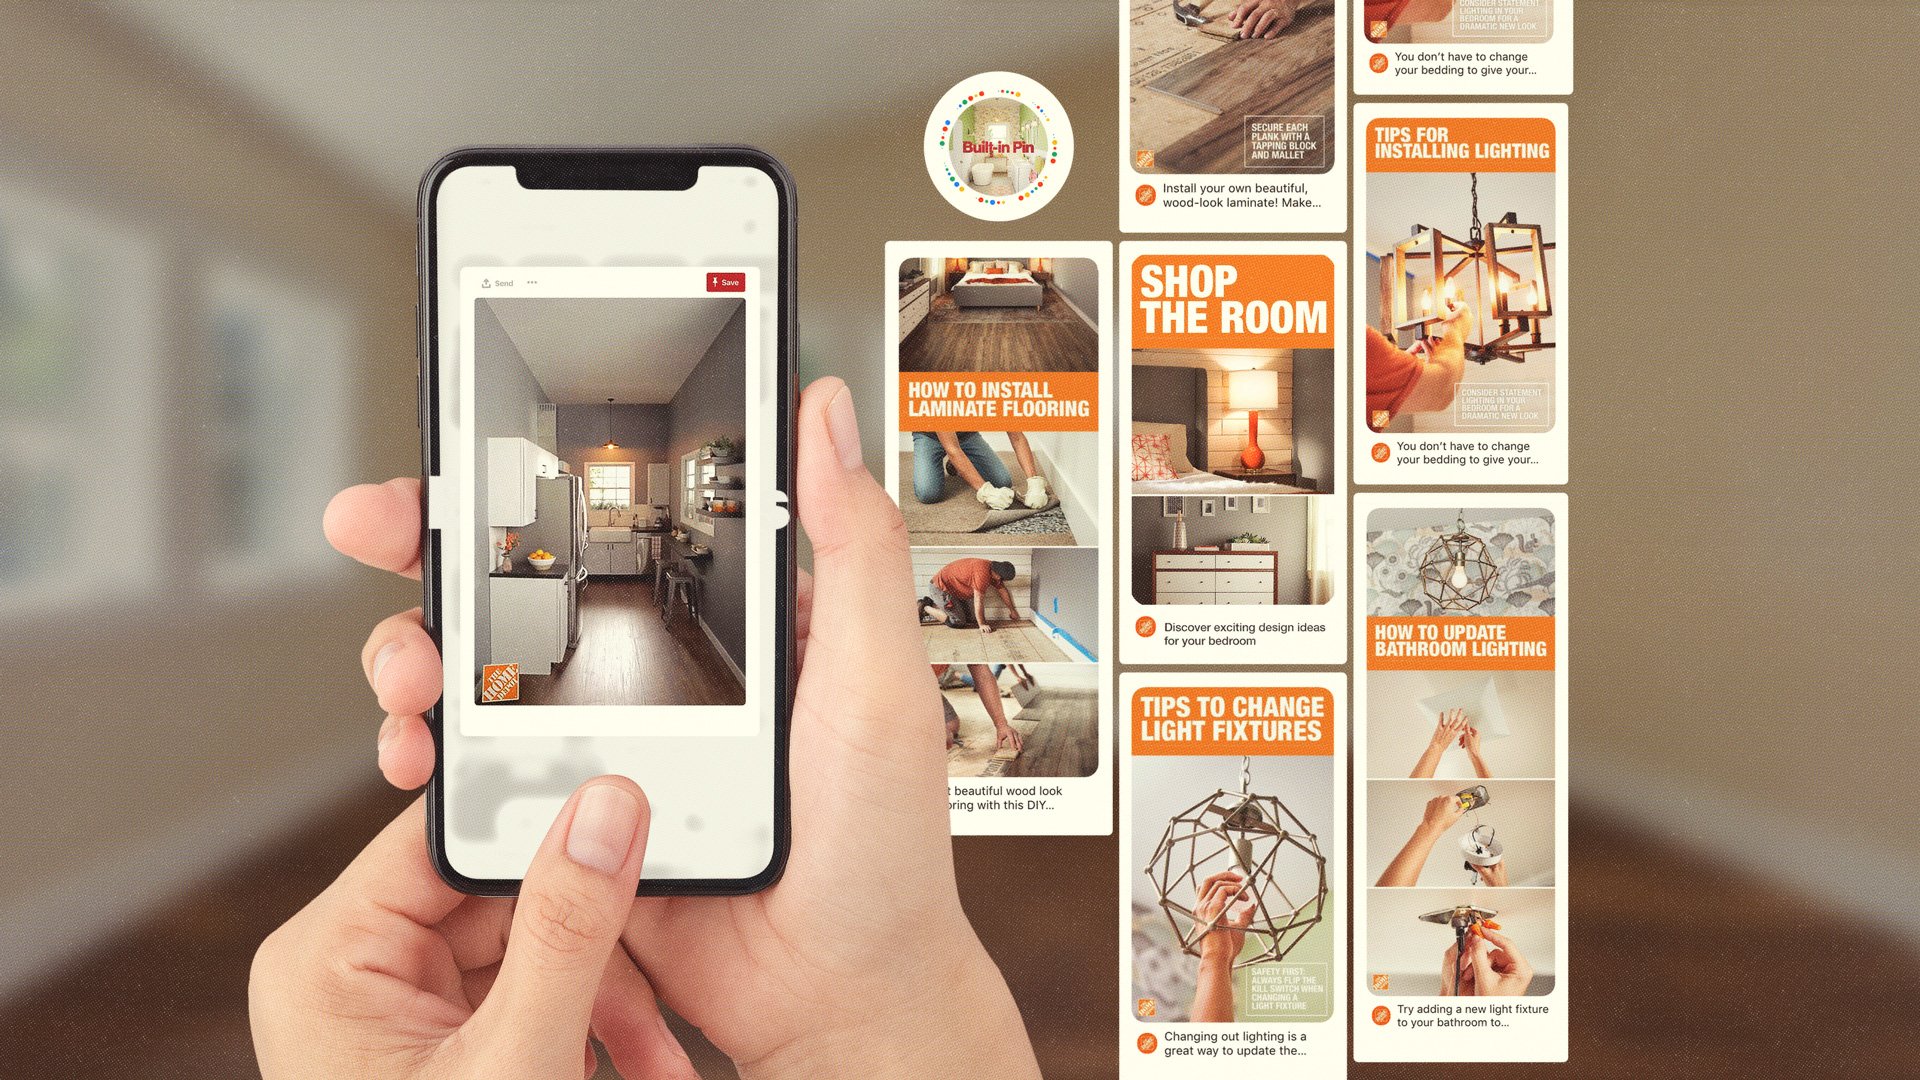 Send
Save
THE
HOME
DEPOT
s
Built-in Pin
HOW TO INSTALL
LAMINATE FLOORING
t beautiful wood look
oring with this DIY...
SECURE EACH
PLANK WITH A
TAPPING BLOCK
AND MALLET
Install your own beautiful,
wood-look laminate! Make...
SHOP
THE ROOM
Discover exciting design ideas
for your bedroom
TIPS TO CHANGE
LIGHT FIXTURES
SAFETY FIRST:
ALWAYS FLIP THE
KILL SWITCH WHEN
CHANGING A
LIGHT FIXTURE
Changing out lighting is a
great way to update the...
CONSIDER STATEMENT
LIGHTING IN YOUR
BEDROOM FOR A
DRAMATIC NEW LOOK
You don't have to change
your bedding to give your...
TIPS FOR
INSTALLING LIGHTING
CONSIDER STATEMENT
LIGHTING IN YOUR
BEDROOM FOR A
DRAMATIC NEW LOOK
You don't have to change
your bedding to give your...
HOW TO UPDATE
BATHROOM LIGHTING
Try adding a new light fixture
to your bathroom to...